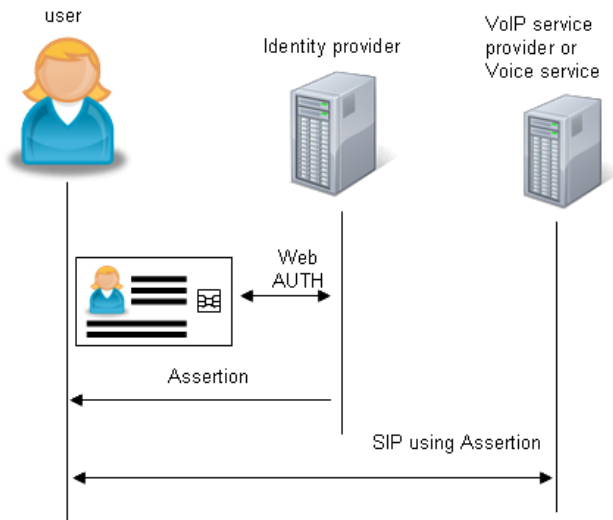 user
Identity provider
VoIP service
provider or
Voice service
Web
AUTH
Assertion
SIP using Assertion